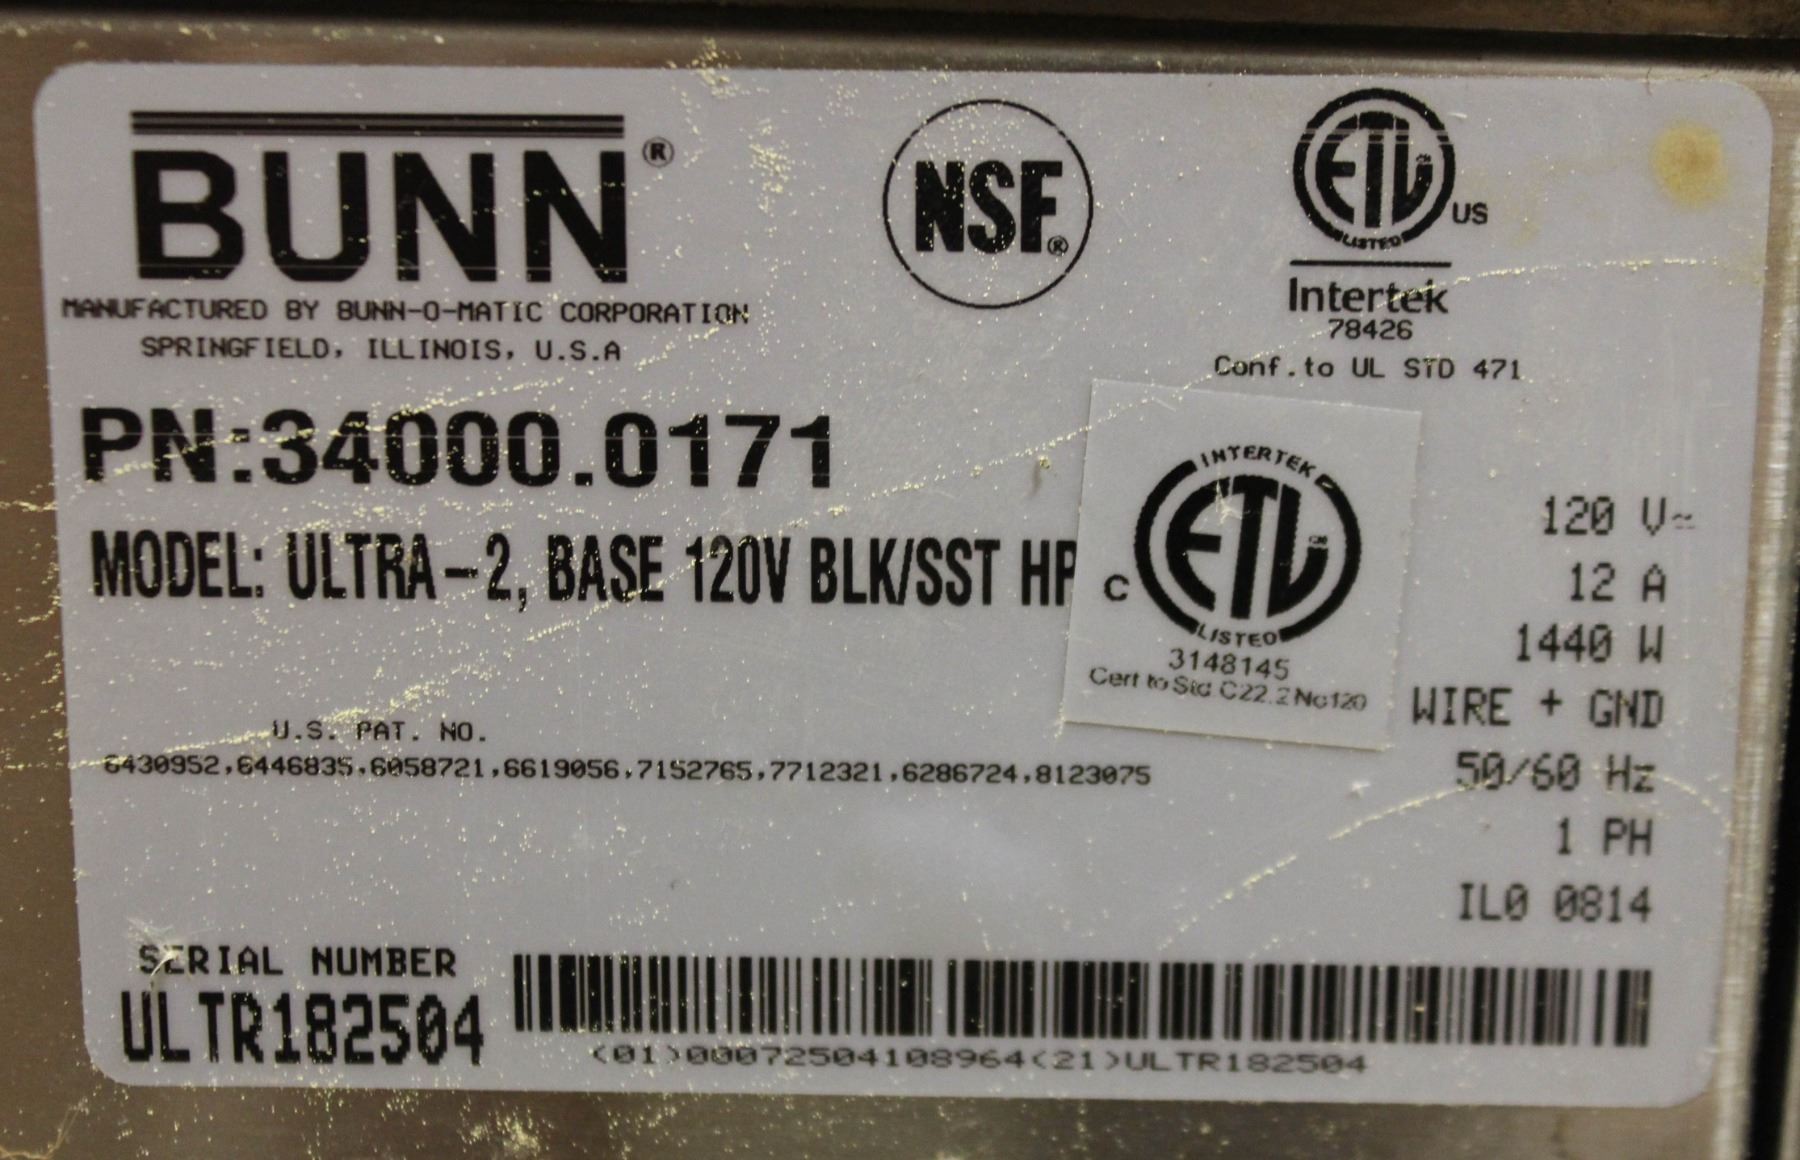 BUNN®
MANUFACTURED BY BUNN-O-MATIC CORPORATION
SPRINGFIELD, ILLINOIS, U.S.A
NSF®
ETL CM US
LISTED
Intertek
78426
Conf.to UL STD 471
PN:34000.0171
MODEL: ULTRA-2, BASE 120V BLK/SST HP
INTERTEK
C ETL CM
LISTED
3148145
Cert to Std C22.2 No120
120 V~
12 A
1440 W
WIRE + GND
50/60 Hz
1 PH
IL0 0814
U.S. PAT. NO.
6430952,6446835,6058721,6619056,7152765,7712321,6286724,8123075
SERIAL NUMBER
ULTR182504
(01)00072504108964(21)ULTR182504